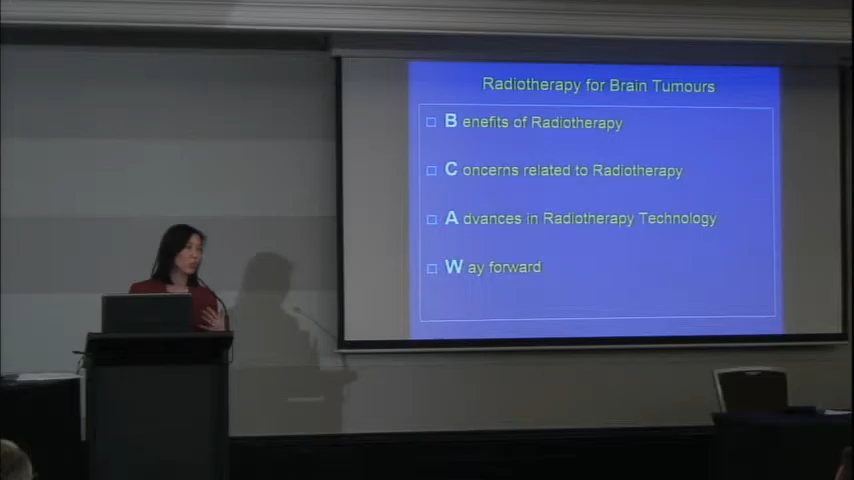 Radiotherapy for Brain Tumours
B enefits of Radiotherapy
C oncerns related to Radiotherapy
A dvances in Radiotherapy Technology
W ay forward